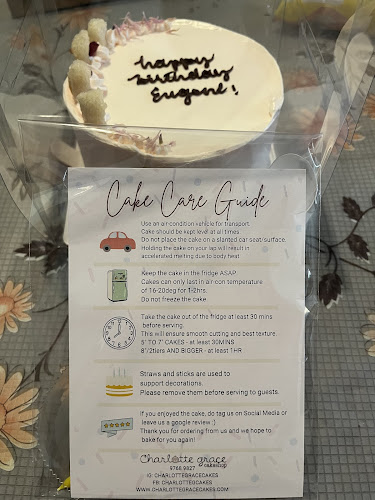 happy
birthday
Eugene!
Cake Care Guide
Use an air-condition vehicle for transport.
Cake should be kept level at all times
Do not place the cake on a slanted car seat/surface.
Holding the cake on your lap will result in
accelerated melting due to body heat
Keep the cake in the fridge ASAP.
Cakes can only last in air-con temperature
of 16-20deg for 1-2hrs.
Do not freeze the cake.
Take the cake out of the fridge at least 30 mins
before serving.
This will ensure smooth cutting and best texture.
5" TO 7" CAKES - at least 30MINS
8"/2tiers AND BIGGER - at least 1HR
Straws and sticks are used to
support decorations.
Please remove them before serving to guests.
If you enjoyed the cake, do tag us on Social Media or
leave us a google review :)
Thank you for ordering from us and we hope to
bake for you again!
Charlotte grace
cakeshop
9768 9827
IG: CHARLOTTEGRACECAKES
FB: CHARLOTTEGRACECAKES
WWW.CHARLOTTEGRACECAKES.COM